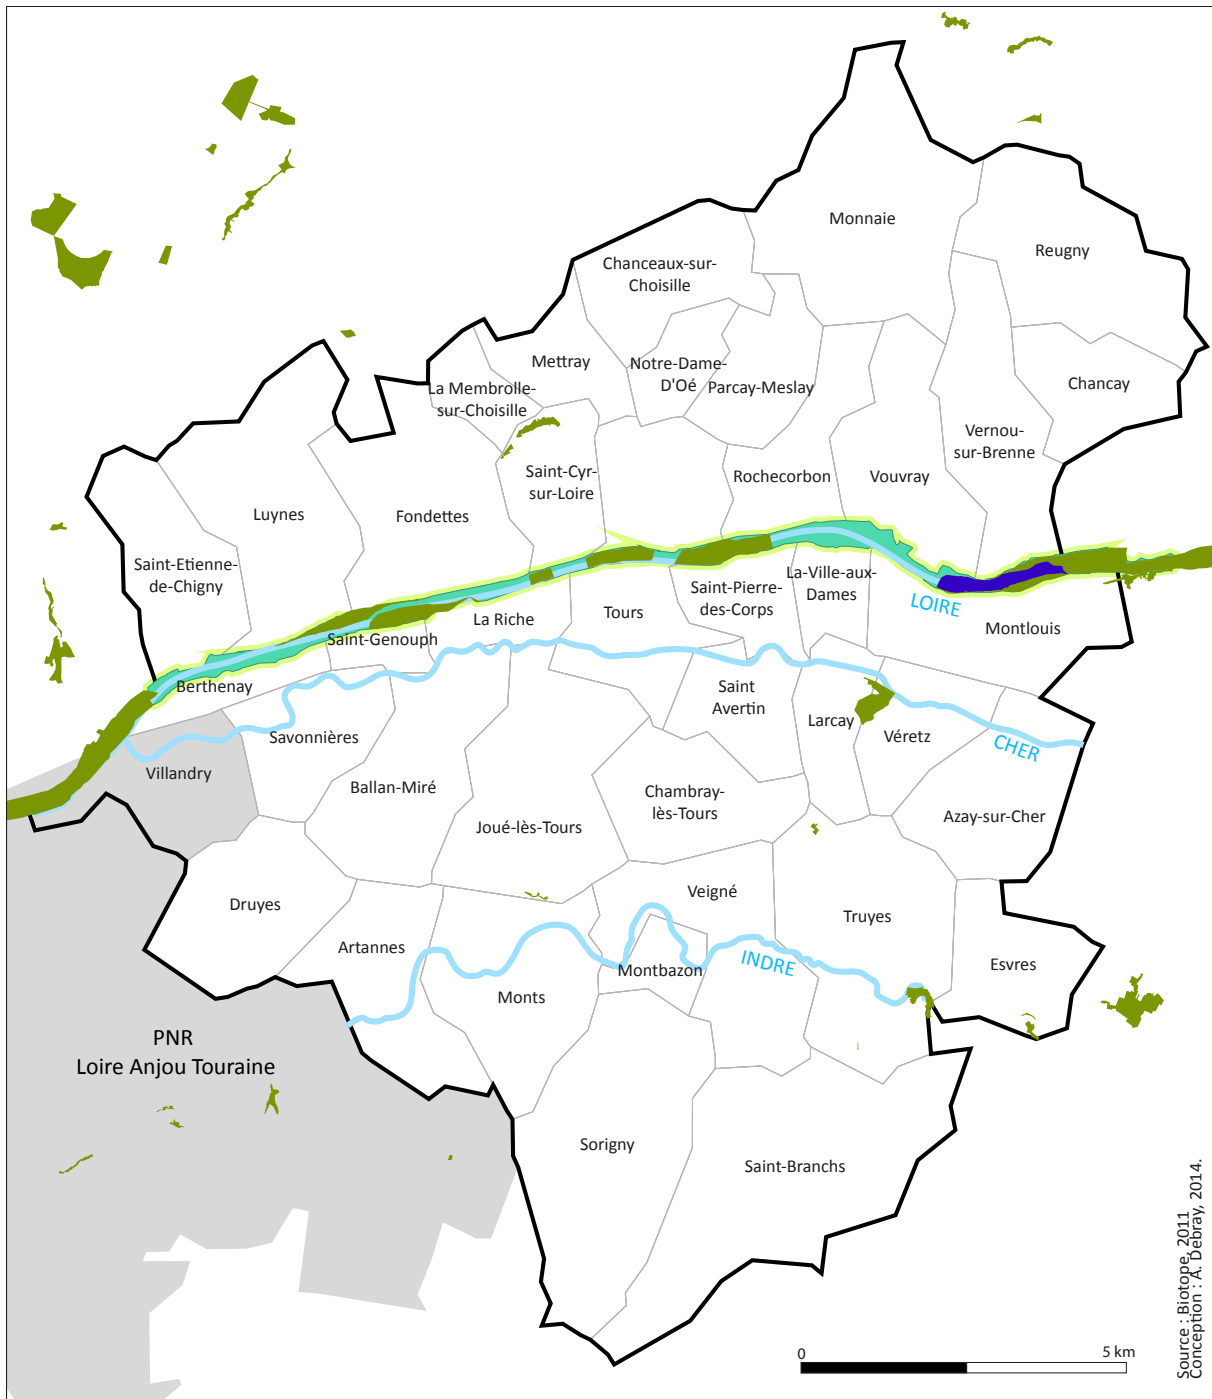 Monnaie
Reugny
Chanceaux-sur-
Choisille
Mettray
Notre-Dame-
D'Oé
Parcay-Meslay
Chancay
La Membrolle-
sur-Choisille
Vernou-
sur-Brenne
Saint-Cyr-
sur-Loire
Rochecorbon
Vouvray
Luynes
Fondettes
Saint-Etienne-
de-Chigny
La-Ville-aux-
Dames
Saint-Pierre-
des-Corps
LOIRE
Tours
La Riche
Montlouis
Saint-Genouph
Berthenay
Saint
Avertin
Larcay
Véretz
CHER
Savonnières
Villandry
Ballan-Miré
Chambray-
lès-Tours
Joué-lès-Tours
Azay-sur-Cher
Veigné
Druyes
Truyes
Artannes
INDRE
Esvres
Montbazon
Monts
PNR
Loire Anjou Touraine
Sorigny
Saint-Branchs
0
5 km
Source : Biotope, 2011
Conception : A. Debray, 2014.